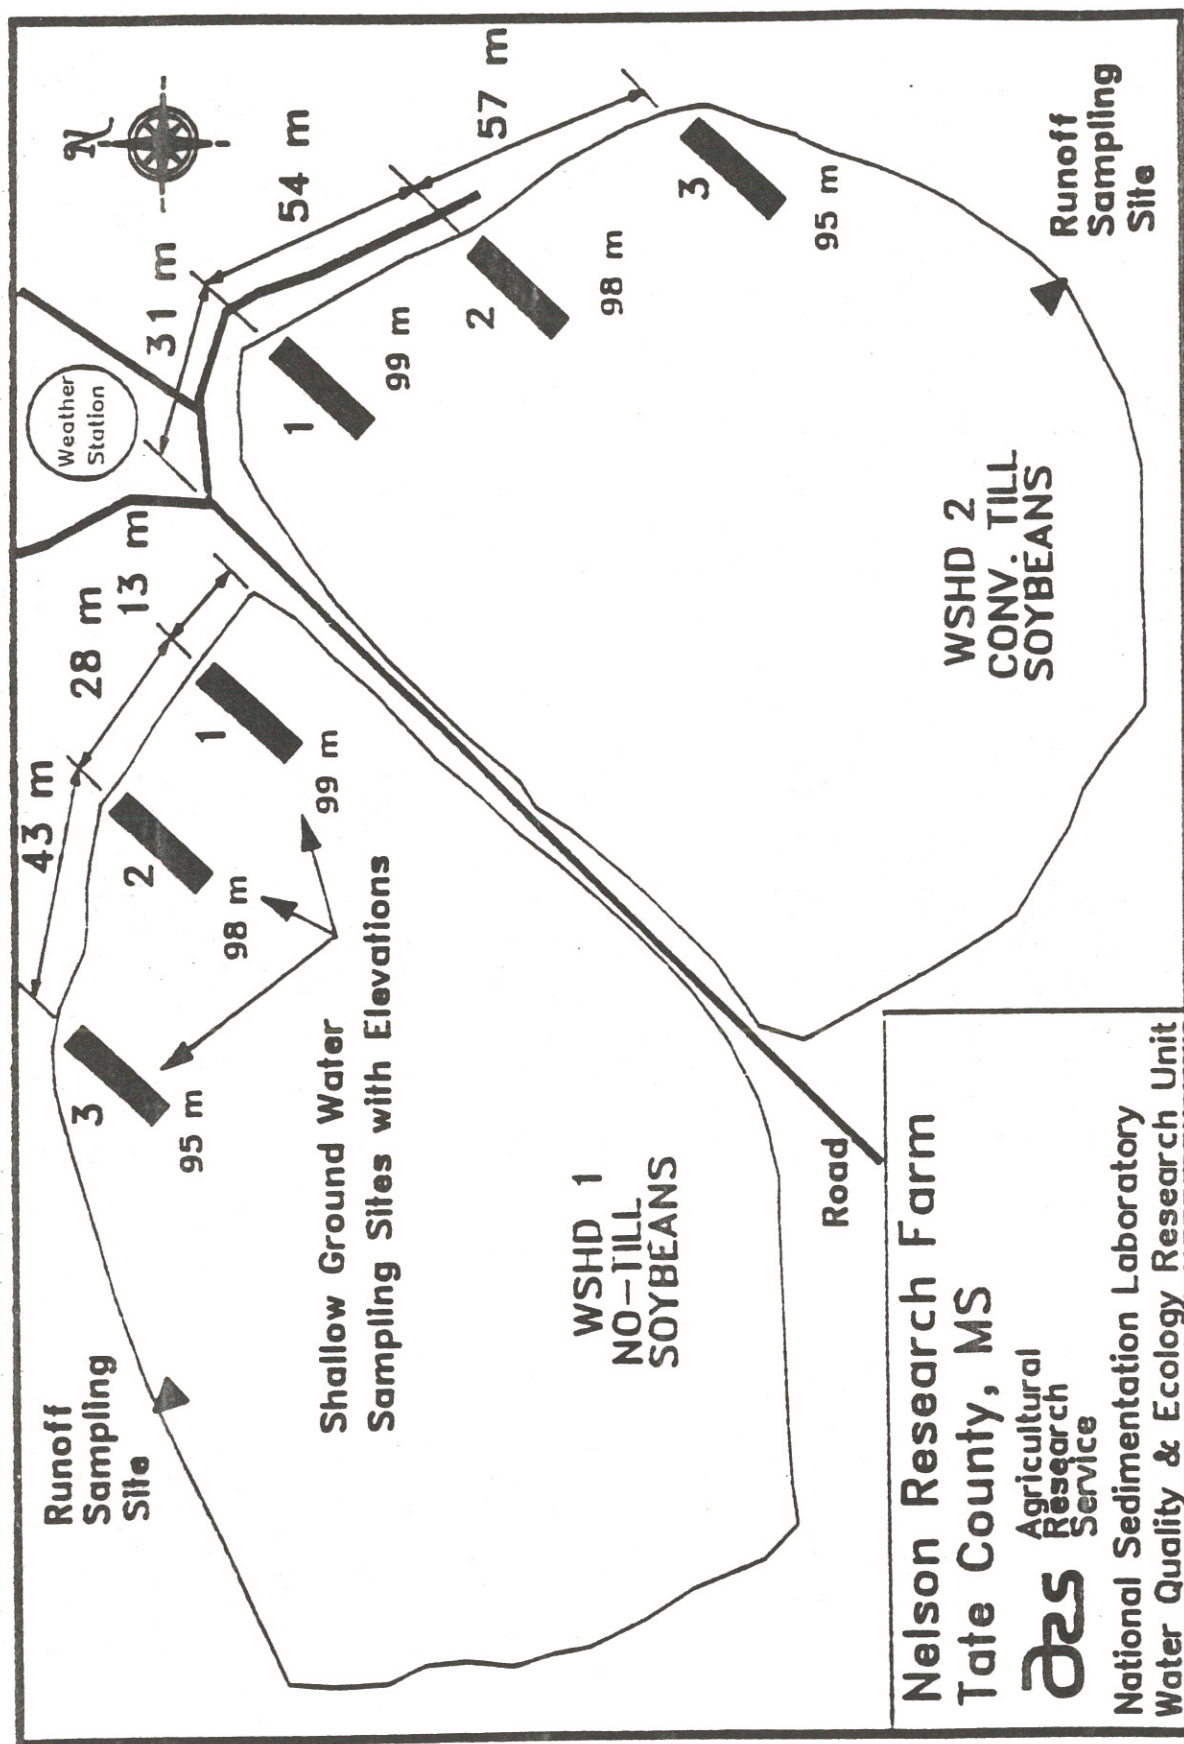 43 m
28 m
13 m
31 m
54 m
57 m
N
Weather
Station
1
99 m
2
98 m
3
95 m
1
99 m
2
98 m
3
95 m
Runoff
Sampling
Site
Shallow Ground Water
Sampling Sites with Elevations
WSHD 1
NO-TILL
SOYBEANS
WSHD 2
CONV. TILL
SOYBEANS
Runoff
Sampling
Site
Road
Nelson Research Farm
Tate County, MS
ars
Agricultural
Research
Service
National Sedimentation Laboratory
Water Quality & Ecology Research Unit